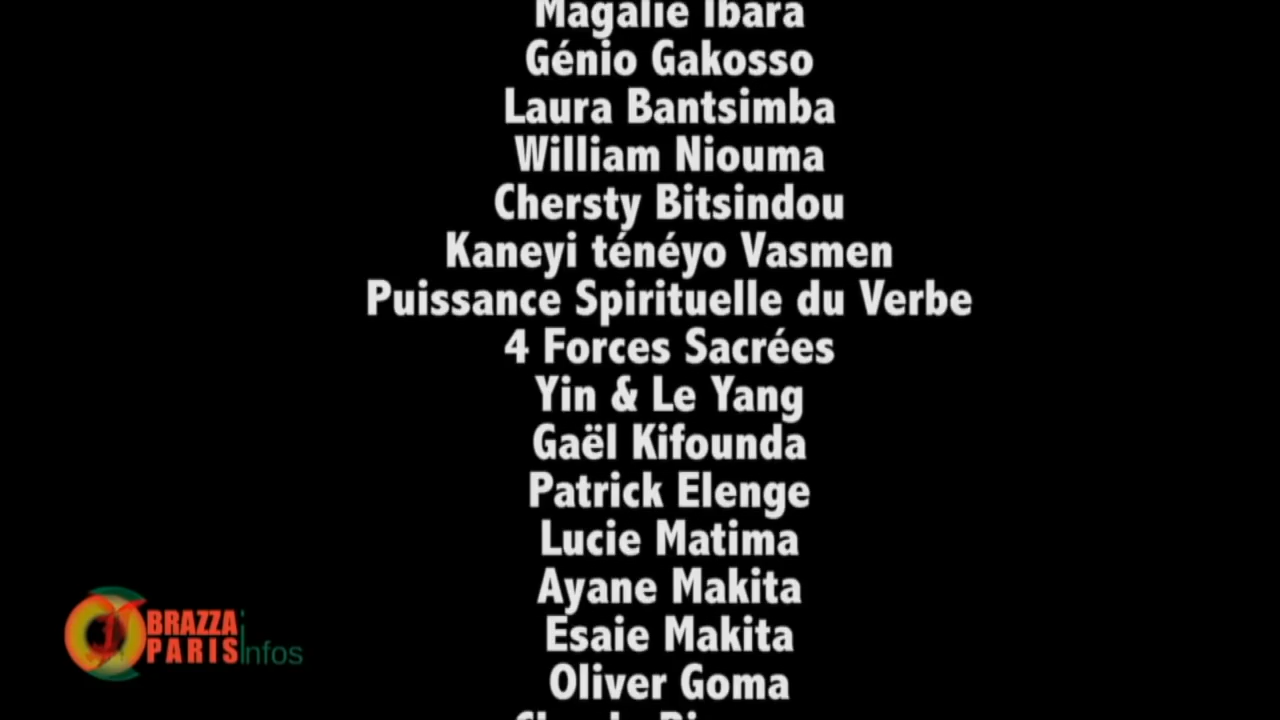 Magalie Ibara
Génio Gakosso
Laura Bantsimba
William Niouma
Chersty Bitsindou
Kaneyi ténéyo Vasmen
Puissance Spirituelle du Verbe
4 Forces Sacrées
Yin & Le Yang
Gaël Kifounda
Patrick Elenge
Lucie Matima
Ayane Makita
Esaie Makita
Oliver Goma
BRAZZA
PARIS infos